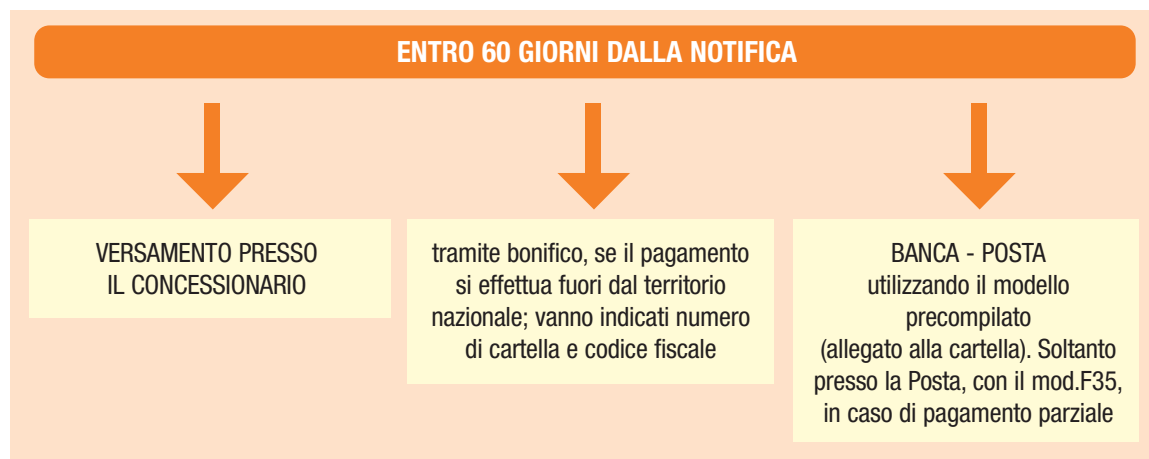 ENTRO 60 GIORNI DALLA NOTIFICA
VERSAMENTO PRESSO
IL CONCESSIONARIO
tramite bonifico, se il pagamento
si effettua fuori dal territorio
nazionale; vanno indicati numero
di cartella e codice fiscale
BANCA - POSTA
utilizzando il modello
precompilato
(allegato alla cartella). Soltanto
presso la Posta, con il mod.F35,
in caso di pagamento parziale